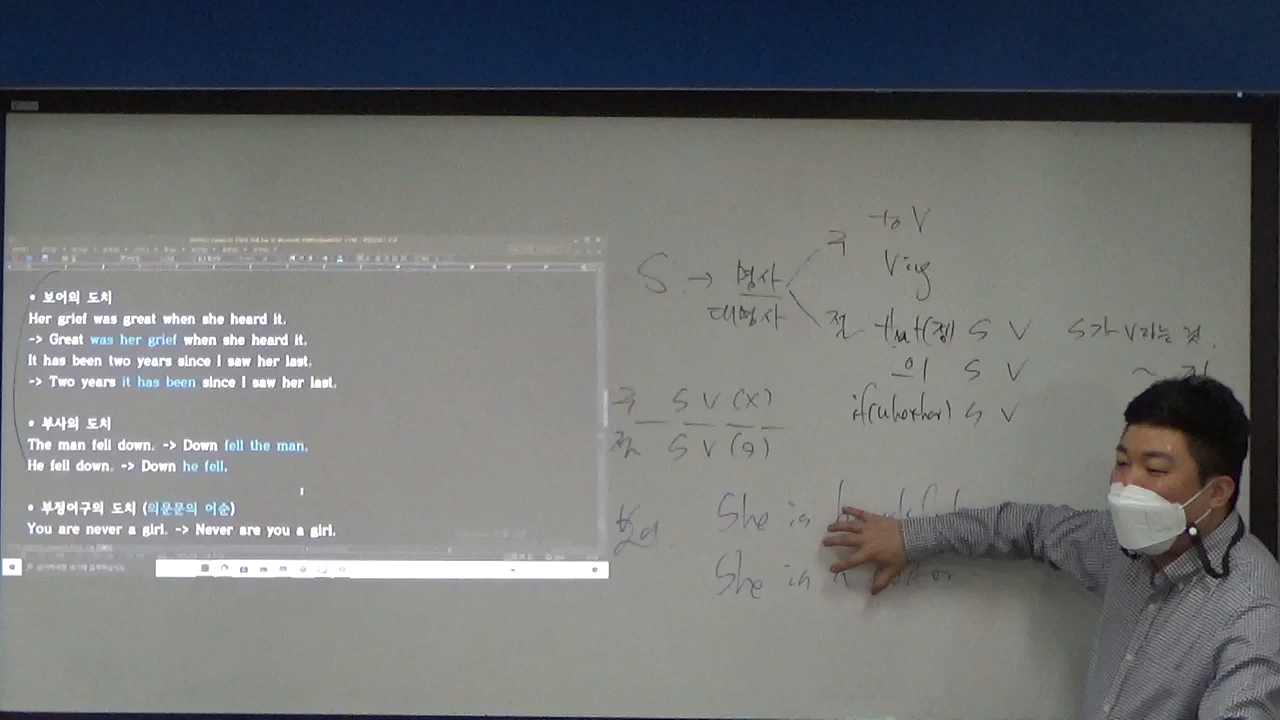 • 보어의 도치
Her grief was great when she heard it.
-> Great was her grief when she heard it.
It has been two years since I saw her last.
-> Two years it has been since I saw her last.
• 부사의 도치
The man fell down. -> Down fell the man.
He fell down. -> Down he fell.
• 부정어구의 도치 (의문문의 어순)
You are never a girl. -> Never are you a girl.
S → 명사
대명사
구
to V
Ving
절 that(정) S V S가 V라는 것.
의 S V
if(whether) S V
구 S V (X)
절 S V (O)
보어.
She is
She is a